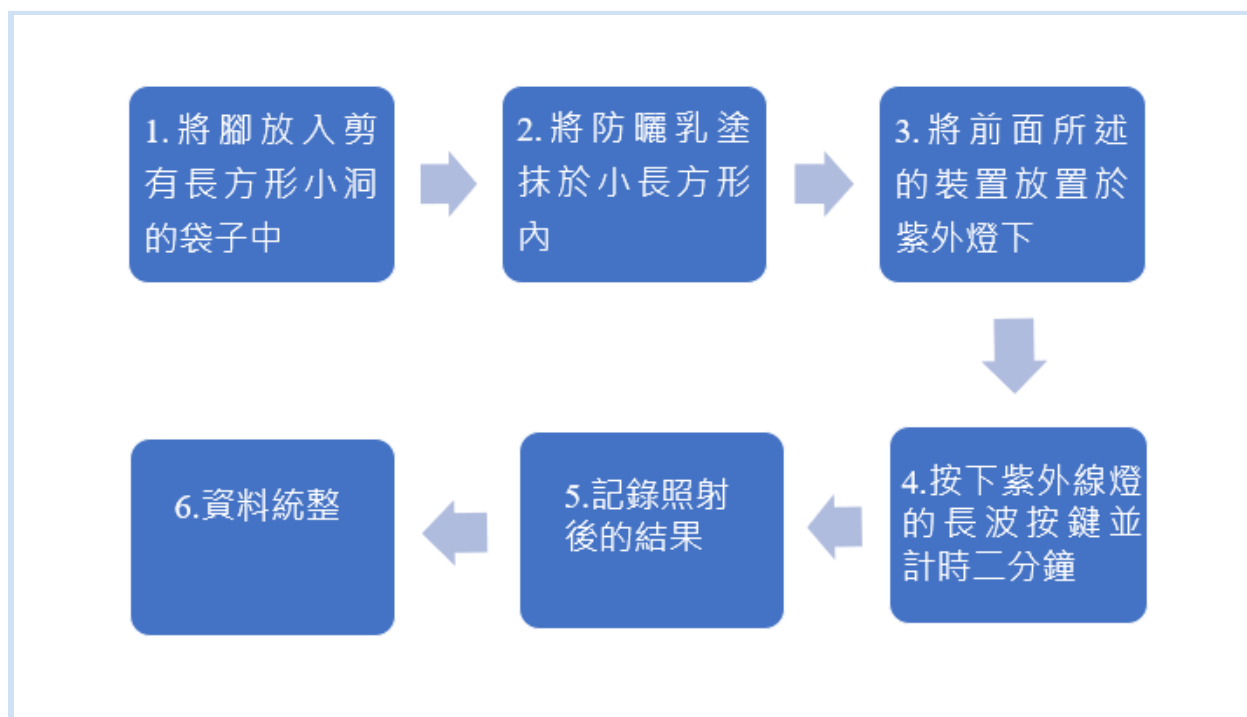 1.將腳放入剪
有長方形小洞
的袋子中
2.將防曬乳塗
抹於小長方形
內
3.將前面所述
的裝置放置於
紫外燈下
4.按下紫外線燈
的長波按鍵並
計時二分鐘
5.記錄照射
後的結果
6.資料統整